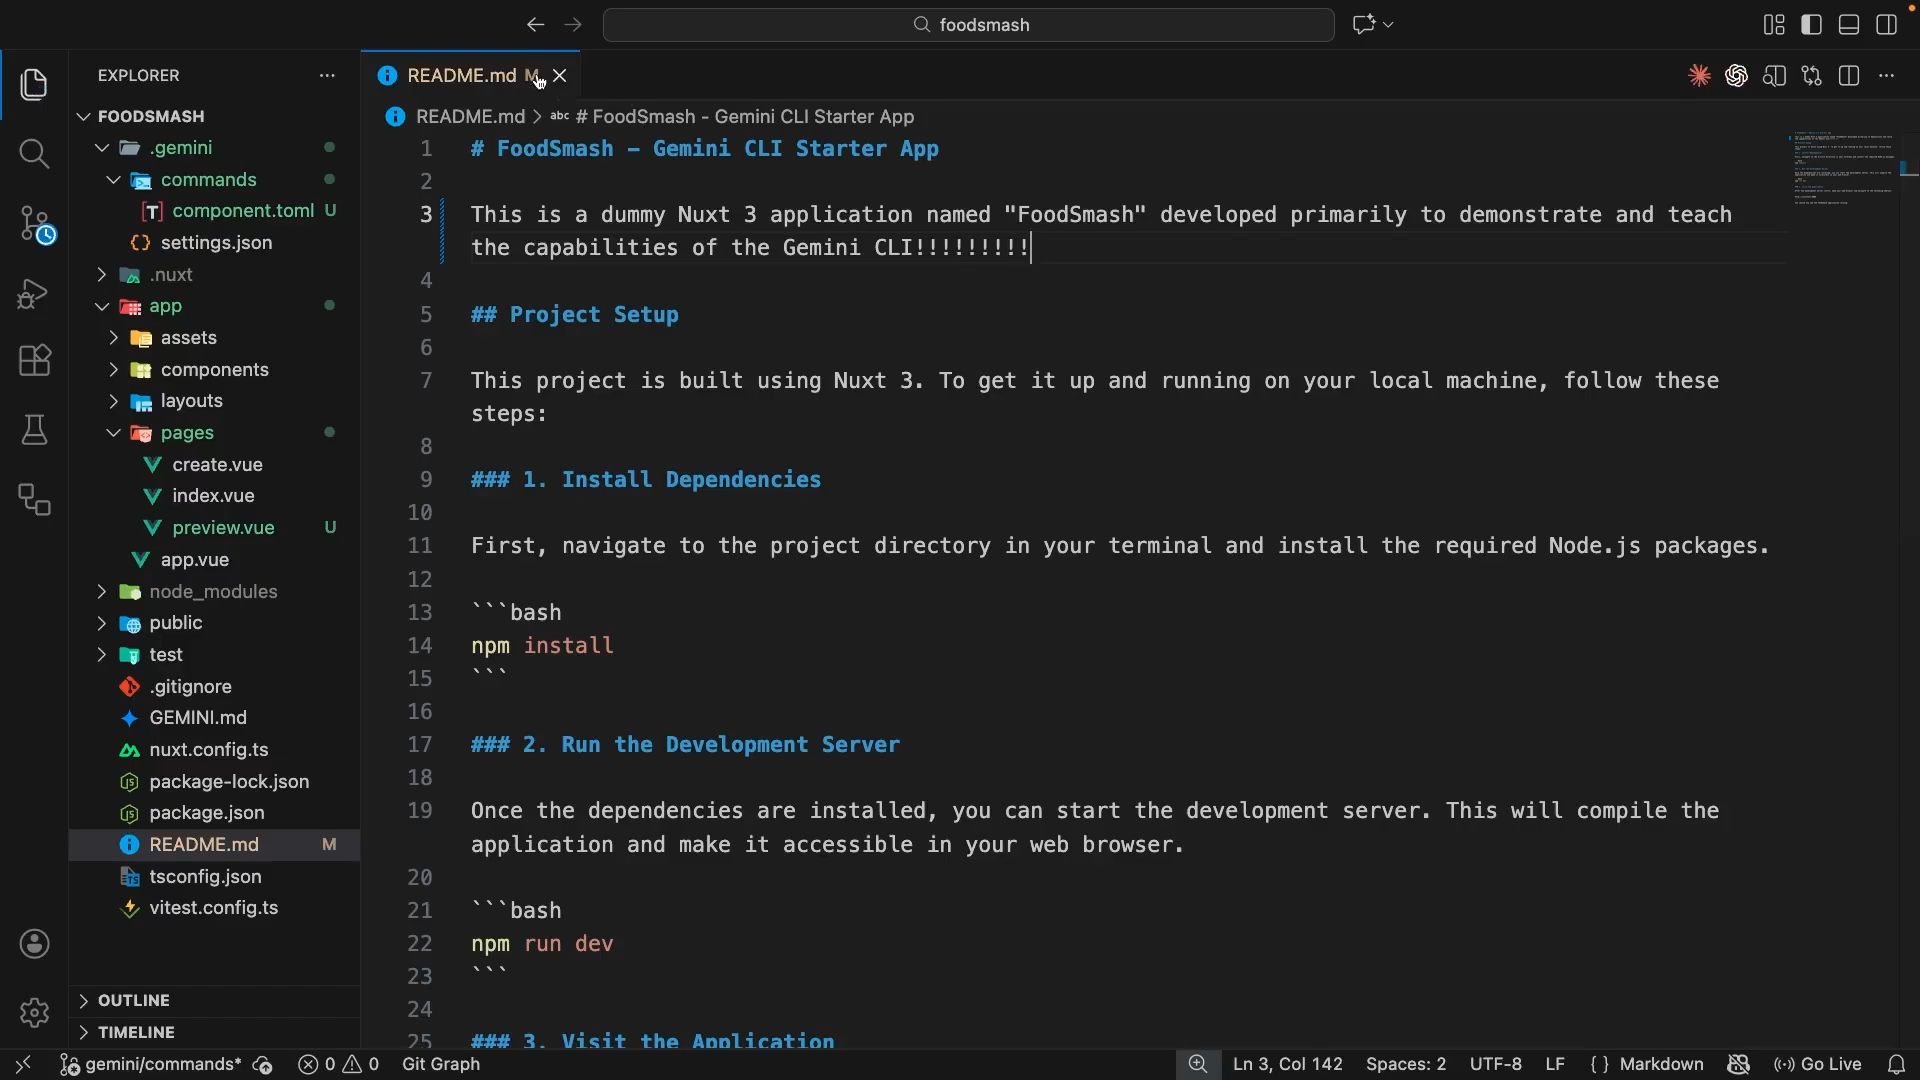 foodsmash
EXPLORER
README.md M
FOODSMASH
README.md > abc # FoodSmash - Gemini CLI Starter App
.gemini
commands
component.toml U
settings.json
.nuxt
app
assets
components
layouts
pages
create.vue
index.vue
preview.vue U
app.vue
node_modules
public
test
.gitignore
GEMINI.md
nuxt.config.ts
package-lock.json
package.json
README.md M
tsconfig.json
vitest.config.ts
OUTLINE
TIMELINE
1 # FoodSmash - Gemini CLI Starter App
2
3 This is a dummy Nuxt 3 application named "FoodSmash" developed primarily to demonstrate and teach
the capabilities of the Gemini CLI!!!!!!!!!
4
5 ## Project Setup
6
7 This project is built using Nuxt 3. To get it up and running on your local machine, follow these
steps:
8
9 ### 1. Install Dependencies
10
11 First, navigate to the project directory in your terminal and install the required Node.js packages.
12
13 ```bash
14 npm install
15 ```
16
17 ### 2. Run the Development Server
18
19 Once the dependencies are installed, you can start the development server. This will compile the
application and make it accessible in your web browser.
20
21 ```bash
22 npm run dev
23 ```
24
25 ### 3. Visit the Application
gemini/commands* 0 0 Git Graph Ln 3, Col 142 Spaces: 2 UTF-8 LF {} Markdown Go Live